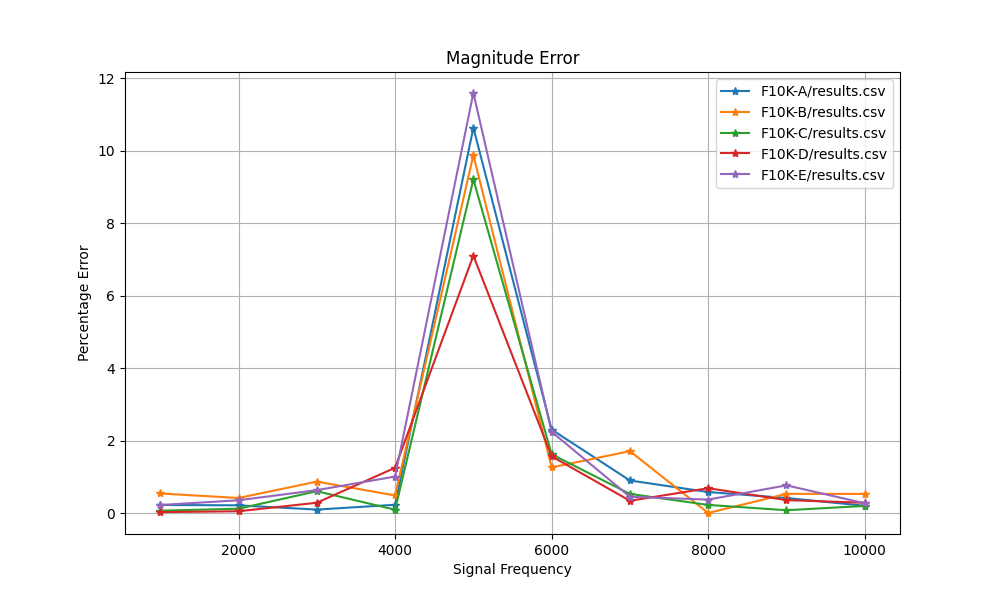 Magnitude Error
12
10
8
6
4
2
0
Percentage Error
F10K-A/results.csv
F10K-B/results.csv
F10K-C/results.csv
F10K-D/results.csv
F10K-E/results.csv
2000 4000 6000 8000 10000
Signal Frequency